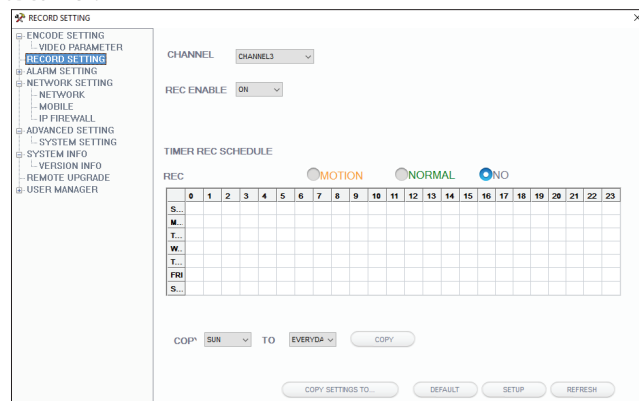 RECORD SETTING
ENCODE SETTING
VIDEO PARAMETER
RECORD SETTING
ALARM SETTING
NETWORK SETTING
NETWORK
MOBILE
IP FIREWALL
ADVANCED SETTING
SYSTEM SETTING
SYSTEM INFO
VERSION INFO
REMOTE UPGRADE
USER MANAGER
CHANNEL CHANNEL3
REC ENABLE ON
TIMER REC SCHEDULE
REC MOTION NORMAL NO
0 1 2 3 4 5 6 7 8 9 10 11 12 13 14 15 16 17 18 19 20 21 22 23
S...
M...
T...
W...
T...
FRI
S...
COPY SUN TO EVERYDA COPY
COPY SETTINGS TO... DEFAULT SETUP REFRESH